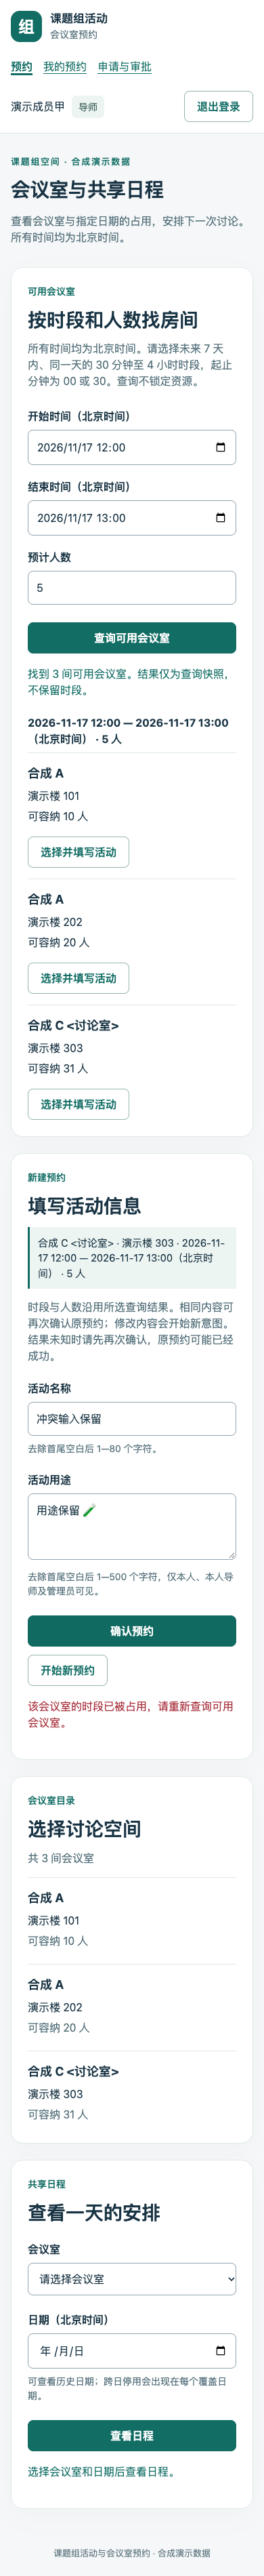 组
课题组活动
会议室预约
预约 我的预约 申请与审批
演示成员甲 导师 退出登录
课题组空间 · 合成演示数据
会议室与共享日程
查看会议室与指定日期的占用，安排下一次讨论。
所有时间均为北京时间。
可用会议室
按时段和人数找房间
所有时间均为北京时间。请选择未来 7 天
内、同一天的 30 分钟至 4 小时时段，起止
分钟为 00 或 30。查询不锁定资源。
开始时间（北京时间）
2026/11/17 12:00
结束时间（北京时间）
2026/11/17 13:00
预计人数
5
查询可用会议室
找到 3 间可用会议室。结果仅为查询快照，
不保留时段。
2026-11-17 12:00 — 2026-11-17 13:00
（北京时间） · 5 人
合成 A
演示楼 101
可容纳 10 人
选择并填写活动
合成 A
演示楼 202
可容纳 20 人
选择并填写活动
合成 C <讨论室>
演示楼 303
可容纳 31 人
选择并填写活动
新建预约
填写活动信息
合成 C <讨论室> · 演示楼 303 · 2026-11-
17 12:00 — 2026-11-17 13:00（北京时
间） · 5 人
时段与人数沿用所选查询结果。相同内容可
再次确认原预约；修改内容会开始新意图。
结果未知时请先再次确认，原预约可能已经
成功。
活动名称
冲突输入保留
去除首尾空白后 1—80 个字符。
活动用途
用途保留 🧪
去除首尾空白后 1—500 个字符，仅本人、本人导
师及管理员可见。
确认预约
开始新预约
该会议室的时段已被占用，请重新查询可用
会议室。
会议室目录
选择讨论空间
共 3 间会议室
合成 A
演示楼 101
可容纳 10 人
合成 A
演示楼 202
可容纳 20 人
合成 C <讨论室>
演示楼 303
可容纳 31 人
共享日程
查看一天的安排
会议室
请选择会议室
日期（北京时间）
年 /月/日
可查看历史日期；跨日停用会出现在每个覆盖日
期。
查看日程
选择会议室和日期后查看日程。
课题组活动与会议室预约 · 合成演示数据